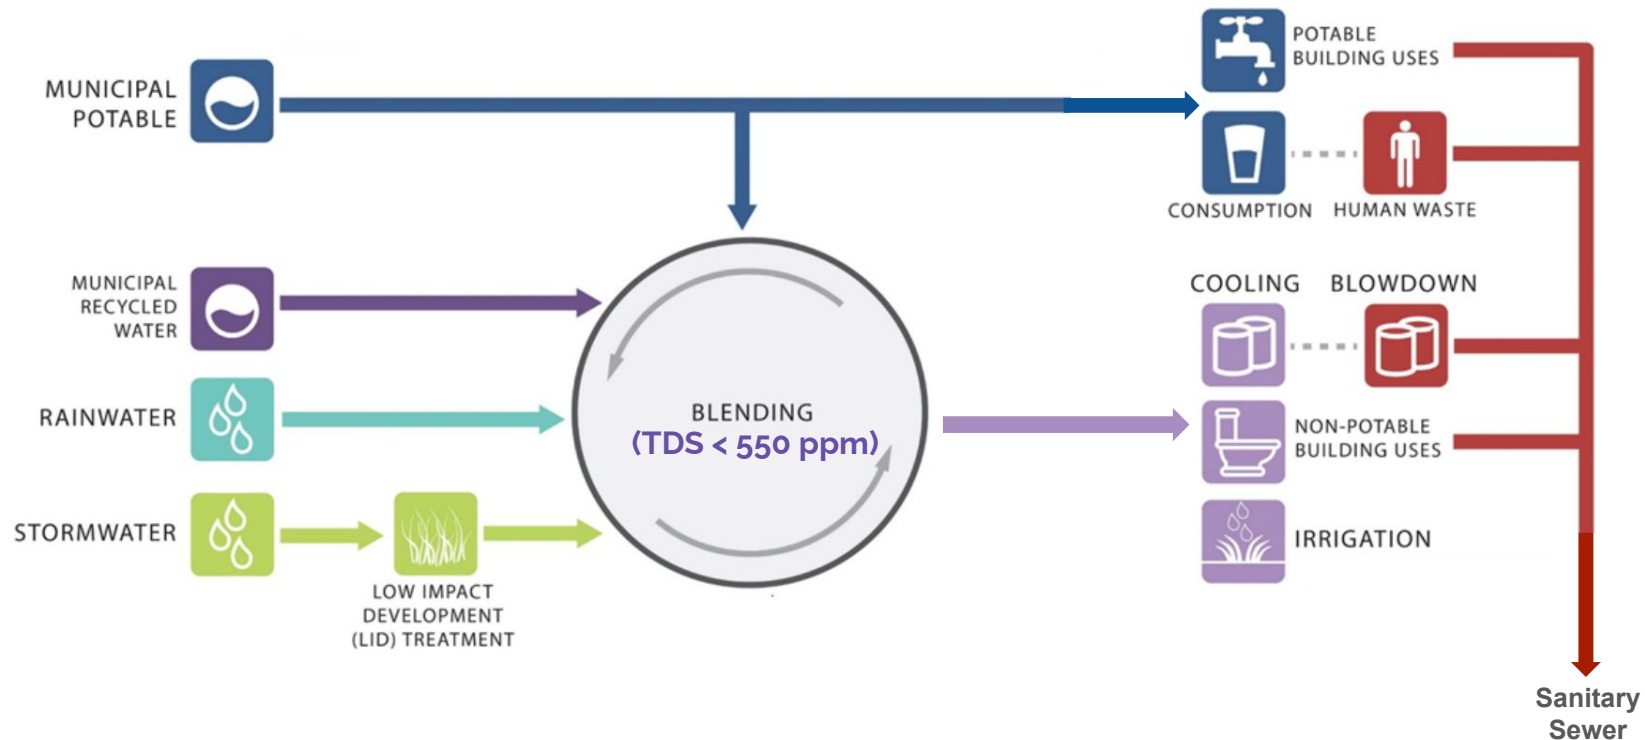 MUNICIPAL
POTABLE
MUNICIPAL
RECYCLED
WATER
RAINWATER
STORMWATER
LOW IMPACT
DEVELOPMENT
(LID) TREATMENT
BLENDING
(TDS < 550 ppm)
POTABLE
BUILDING USES
CONSUMPTION
HUMAN WASTE
COOLING
BLOWDOWN
NON-POTABLE
BUILDING USES
IRRIGATION
Sanitary
Sewer